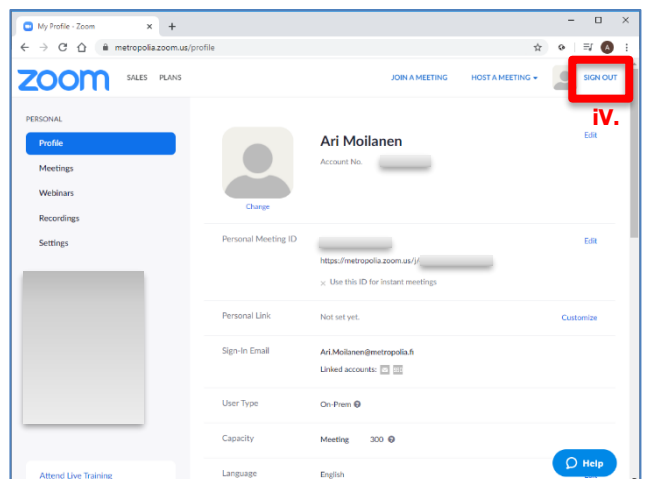 My Profile - Zoom
metropolia.zoom.us/profile
A
zoom SALES PLANS JOIN A MEETING HOST A MEETING SIGN OUT
iV.
PERSONAL
Profile
Meetings
Webinars
Recordings
Settings
Attend Live Training
Change
Ari Moilanen
Edit
Account No.
Personal Meeting ID
Edit
https://metropolia.zoom.us/j/
× Use this ID for instant meetings
Personal Link Not set yet. Customize
Sign-In Email Ari.Moilanen@metropolia.fi
Linked accounts:
User Type On-Prem
Capacity Meeting 300
Language English
Help